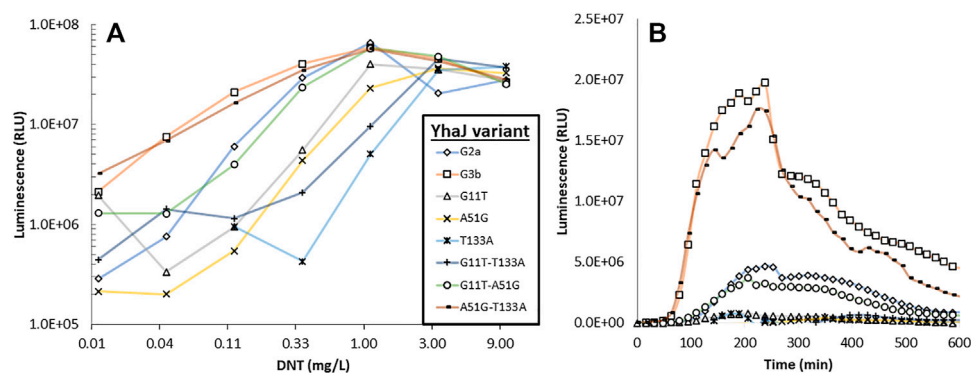 A
1.0E+08
1.0E+07
1.0E+06
1.0E+05
Luminescence (RLU)
0.01 0.04 0.11 0.33 1.00 3.00 9.00
DNT (mg/L)
YhaJ variant
G2a
G3b
G11T
A51G
T133A
G11T-T133A
G11T-A51G
A51G-T133A
B
2.5E+07
2.0E+07
1.5E+07
1.0E+07
5.0E+06
0.0E+00
Luminescence (RLU)
0 100 200 300 400 500 600
Time (min)